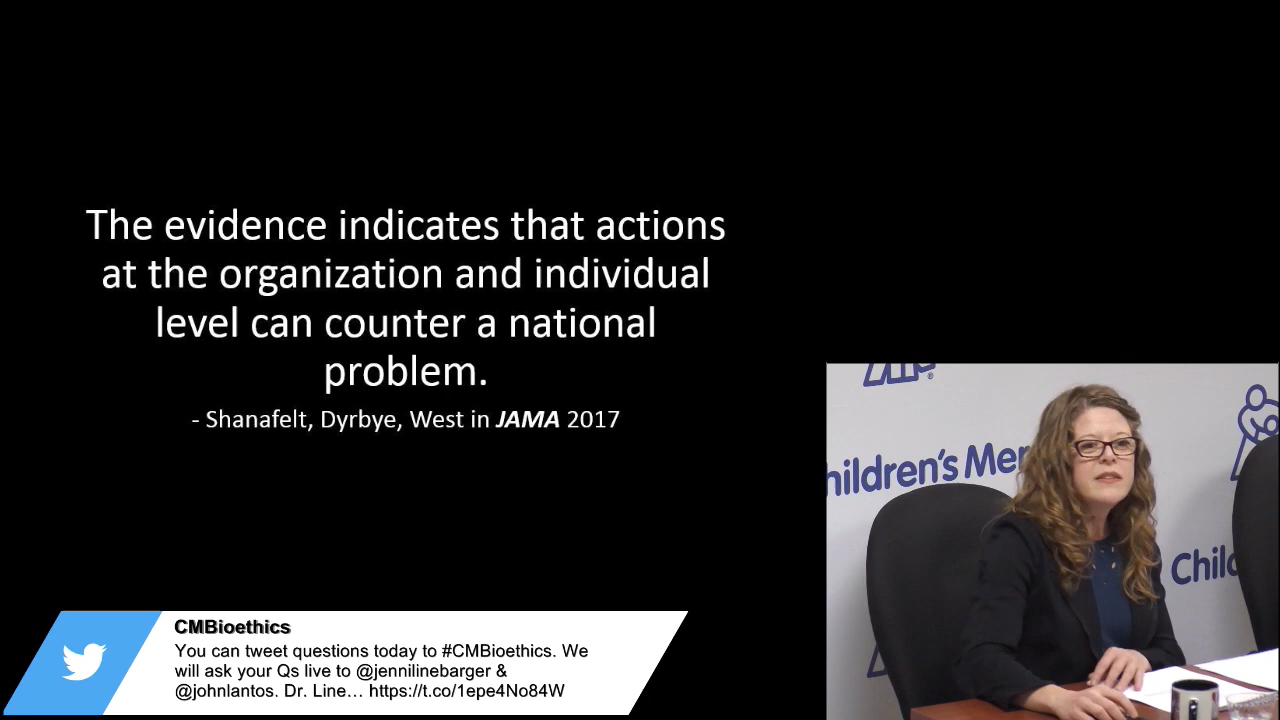 The evidence indicates that actions
at the organization and individual
level can counter a national
problem.
- Shanafelt, Dyrbye, West in JAMA 2017
hildren's Mer
Chil
CMBioethics
You can tweet questions today to #CMBioethics. We
will ask your Qs live to @jennilinebarger &
@johnlantos. Dr. Line… https://t.co/1epe4No84W